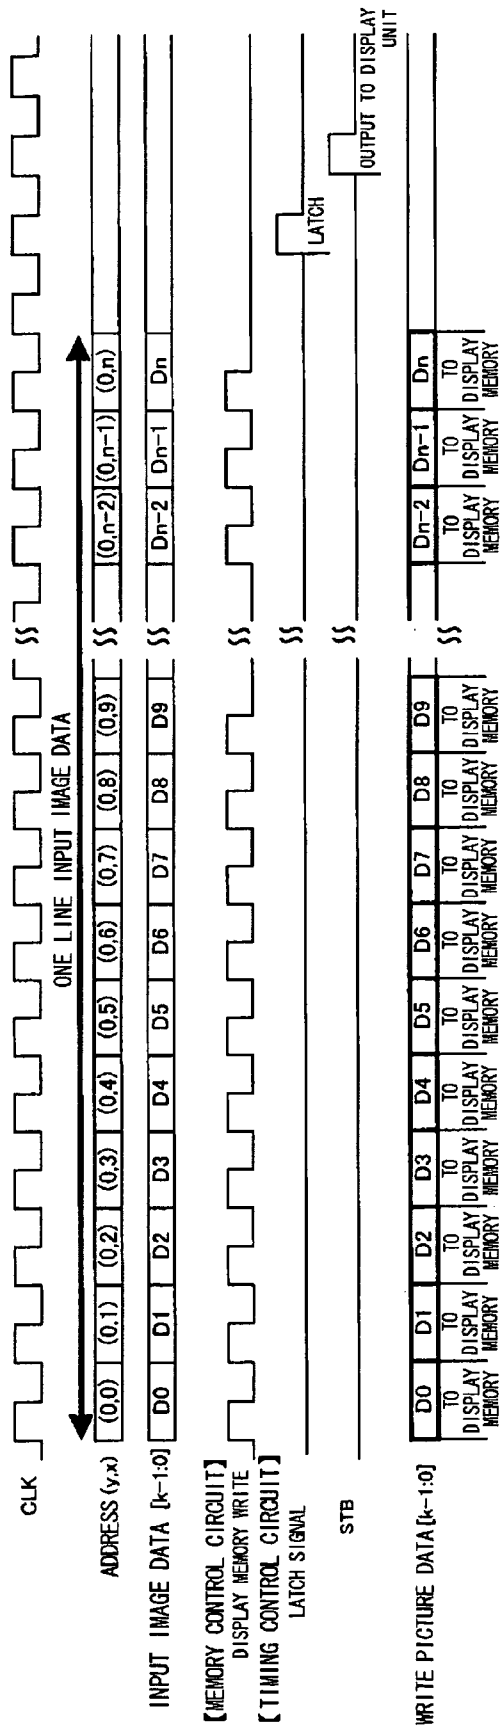 CLK
ONE LINE INPUT IMAGE DATA
ADDRESS (y,x) (0,0) (0,1) (0,2) (0,3) (0,4) (0,5) (0,6) (0,7) (0,8) (0,9) (0,n-2) (0,n-1) (0,n)
INPUT IMAGE DATA [k-1:0] D0 D1 D2 D3 D4 D5 D6 D7 D8 D9 Dn-2 Dn-1 Dn
【MEMORY CONTROL CIRCUIT】
DISPLAY MEMORY WRITE
【TIMING CONTROL CIRCUIT】
LATCH SIGNAL
LATCH
STB
OUTPUT TO DISPLAY
UNIT
WRITE PICTURE DATA[k-1:0] D0 D1 D2 D3 D4 D5 D6 D7 D8 D9 Dn-2 Dn-1 Dn
TO TO TO TO TO TO TO TO TO TO TO TO TO
DISPLAY DISPLAY DISPLAY DISPLAY DISPLAY DISPLAY DISPLAY DISPLAY DISPLAY DISPLAY DISPLAY DISPLAY DISPLAY
MEMORY MEMORY MEMORY MEMORY MEMORY MEMORY MEMORY MEMORY MEMORY MEMORY MEMORY MEMORY MEMORY